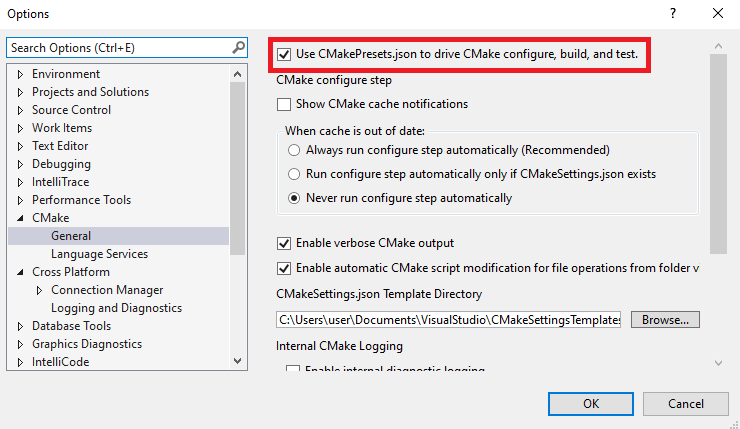 Options
Search Options (Ctrl+E)
Environment
Projects and Solutions
Source Control
Work Items
Text Editor
Debugging
IntelliTrace
Performance Tools
CMake
General
Language Services
Cross Platform
Connection Manager
Logging and Diagnostics
Database Tools
Graphics Diagnostics
IntelliCode
Use CMakePresets.json to drive CMake configure, build, and test.
CMake configure step
Show CMake cache notifications
When cache is out of date:
Always run configure step automatically (Recommended)
Run configure step automatically only if CMakeSettings.json exists
Never run configure step automatically
Enable verbose CMake output
Enable automatic CMake script modification for file operations from folder v
CMakeSettings.json Template Directory
C:\Users\user\Documents\VisualStudio\CMakeSettingsTemplates
Browse...
Internal CMake Logging
Enable internal diagnostic logging
OK
Cancel